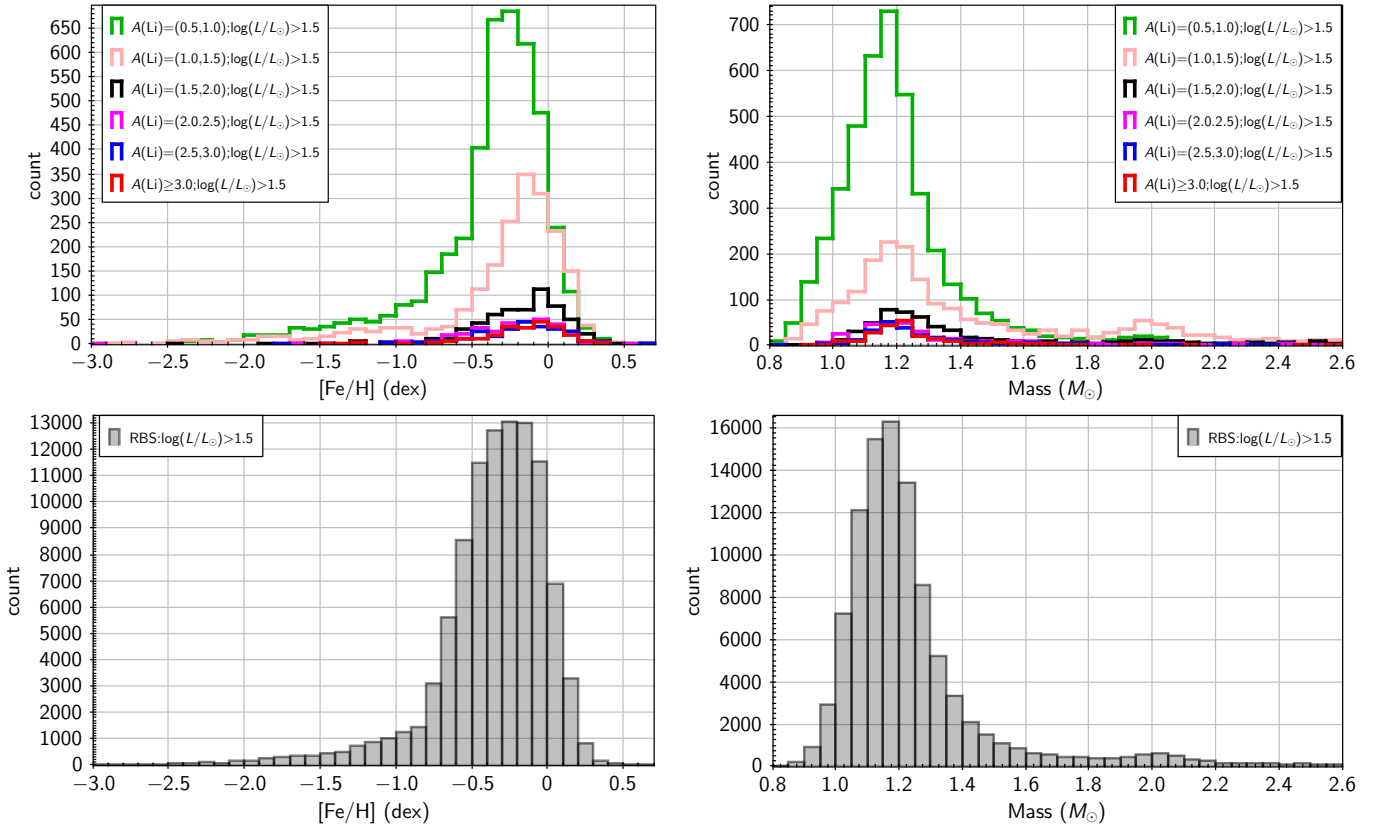 650
600
550
500
450
400
350
300
250
200
150
100
50
0
count
A(Li)=(0.5,1.0);log(L/L☉)>1.5
A(Li)=(1.0,1.5);log(L/L☉)>1.5
A(Li)=(1.5,2.0);log(L/L☉)>1.5
A(Li)=(2.0.2.5);log(L/L☉)>1.5
A(Li)=(2.5,3.0);log(L/L☉)>1.5
A(Li)≥3.0;log(L/L☉)>1.5
−3.0 −2.5 −2.0 −1.5 −1.0 −0.5 0 0.5
[Fe/H] (dex)
700
600
500
400
300
200
100
0
count
A(Li)=(0.5,1.0);log(L/L☉)>1.5
A(Li)=(1.0,1.5);log(L/L☉)>1.5
A(Li)=(1.5,2.0);log(L/L☉)>1.5
A(Li)=(2.0.2.5);log(L/L☉)>1.5
A(Li)=(2.5,3.0);log(L/L☉)>1.5
A(Li)≥3.0;log(L/L☉)>1.5
0.8 1.0 1.2 1.4 1.6 1.8 2.0 2.2 2.4 2.6
Mass (M☉)
13000
12000
11000
10000
9000
8000
7000
6000
5000
4000
3000
2000
1000
0
count
RBS:log(L/L☉)>1.5
−3.0 −2.5 −2.0 −1.5 −1.0 −0.5 0 0.5
[Fe/H] (dex)
16000
14000
12000
10000
8000
6000
4000
2000
0
count
RBS:log(L/L☉)>1.5
0.8 1.0 1.2 1.4 1.6 1.8 2.0 2.2 2.4 2.6
Mass (M☉)